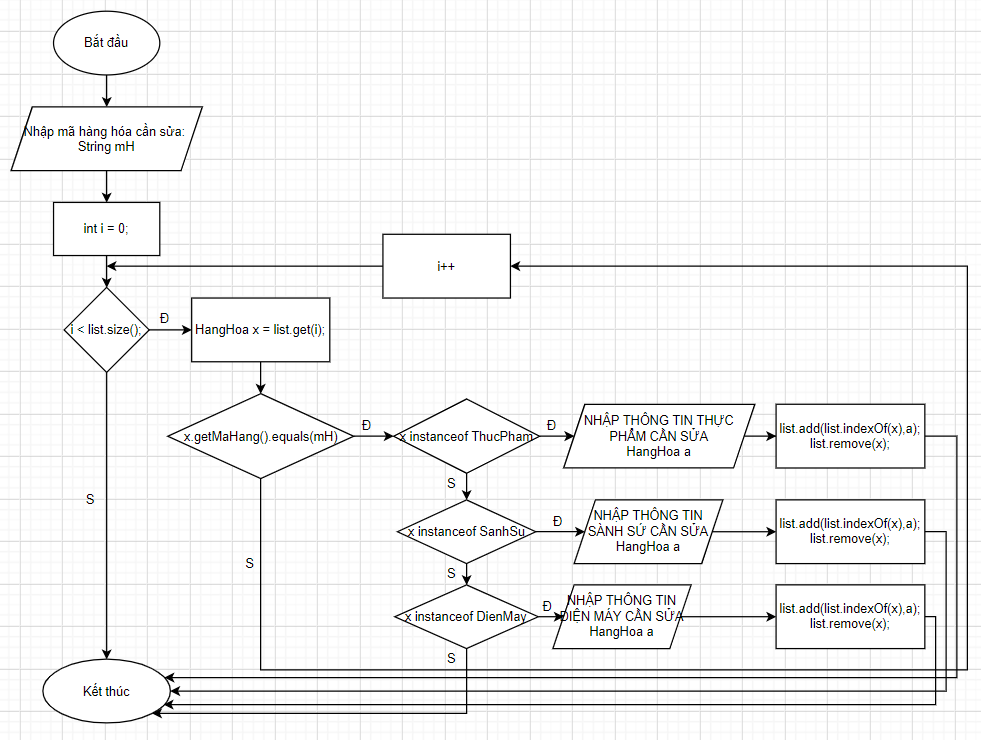 Bắt đầu
Nhập mã hàng hóa cần sửa:
String mH
int i = 0;
i++
i < list.size();
Đ
HangHoa x = list.get(i);
x.getMaHang().equals(mH)
Đ
x instanceof ThucPham
Đ
NHẬP THÔNG TIN THỰC
PHẨM CẦN SỬA
HangHoa a
list.add(list.indexOf(x),a);
list.remove(x);
S
S
x instanceof SanhSu
Đ
NHẬP THÔNG TIN
SÀNH SỨ CẦN SỬA
HangHoa a
list.add(list.indexOf(x),a);
list.remove(x);
S
S
x instanceof DienMay
Đ
NHẬP THÔNG TIN
ĐIỆN MÁY CẦN SỬA
HangHoa a
list.add(list.indexOf(x),a);
list.remove(x);
S
Kết thúc